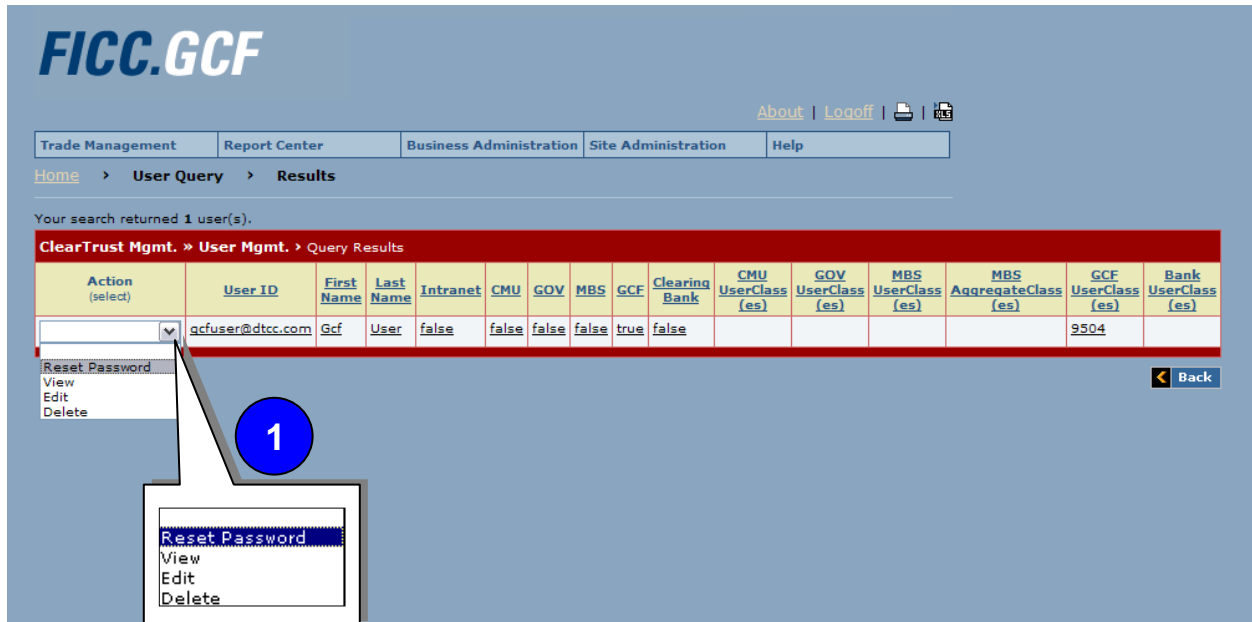 FICC.GCF
About | Logoff | |
Trade Management Report Center Business Administration Site Administration Help
Home › User Query › Results
Your search returned 1 user(s).
ClearTrust Mgmt. » User Mgmt. › Query Results
Action (select) User ID First Name Last Name Intranet CMU GOV MBS GCF Clearing Bank CMU UserClass (es) GOV UserClass (es) MBS UserClass (es) MBS AggregateClass (es) GCF UserClass (es) Bank UserClass (es)
gcfuser@dtcc.com Gcf User false false false false true false 9504
Reset Password
View
Edit
Delete
Back
1
Reset Password
View
Edit
Delete